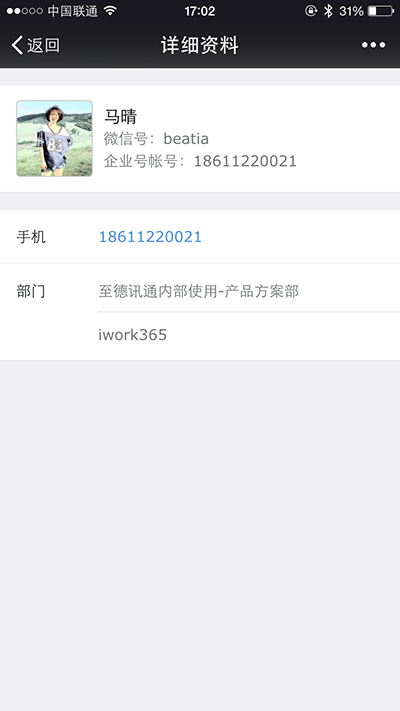 中国联通 17:02 31%
返回 详细资料
马晴
微信号：beatia
企业号帐号：18611220021
手机 18611220021
部门 至德讯通内部使用-产品方案部
iwork365
83